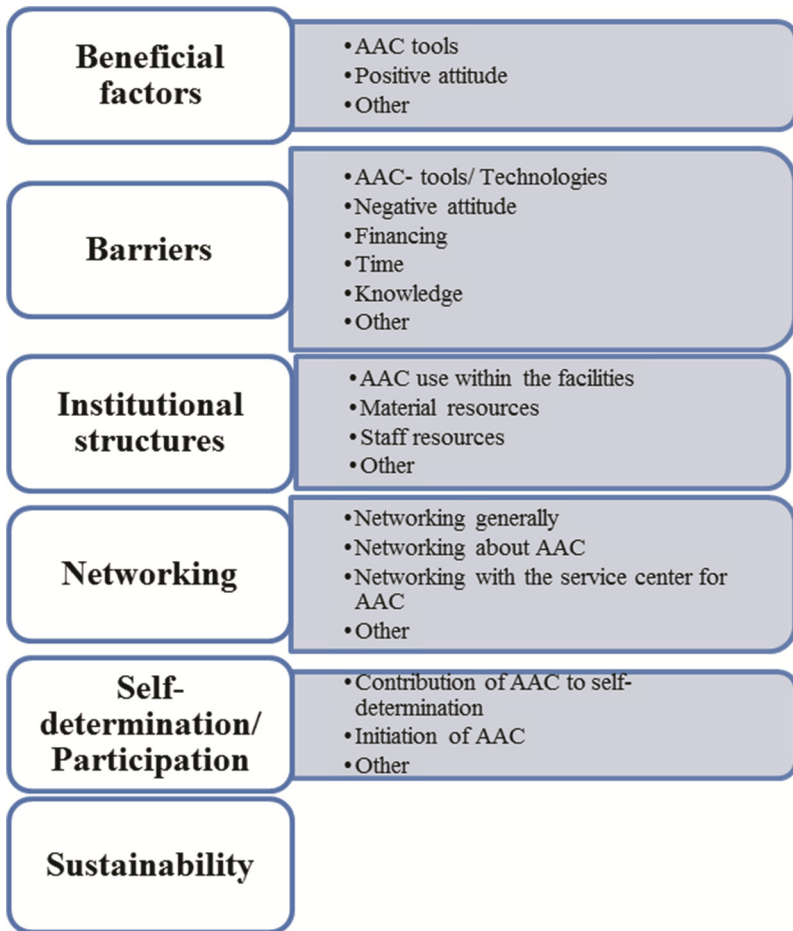 Beneficial
factors
•AAC tools
•Positive attitude
•Other
Barriers
•AAC- tools/ Technologies
•Negative attitude
•Financing
•Time
•Knowledge
•Other
Institutional
structures
•AAC use within the facilities
•Material resources
•Staff resources
•Other
Networking
•Networking generally
•Networking about AAC
•Networking with the service center for
AAC
•Other
Self-
determination/
Participation
•Contribution of AAC to self-
determination
•Initiation of AAC
•Other
Sustainability